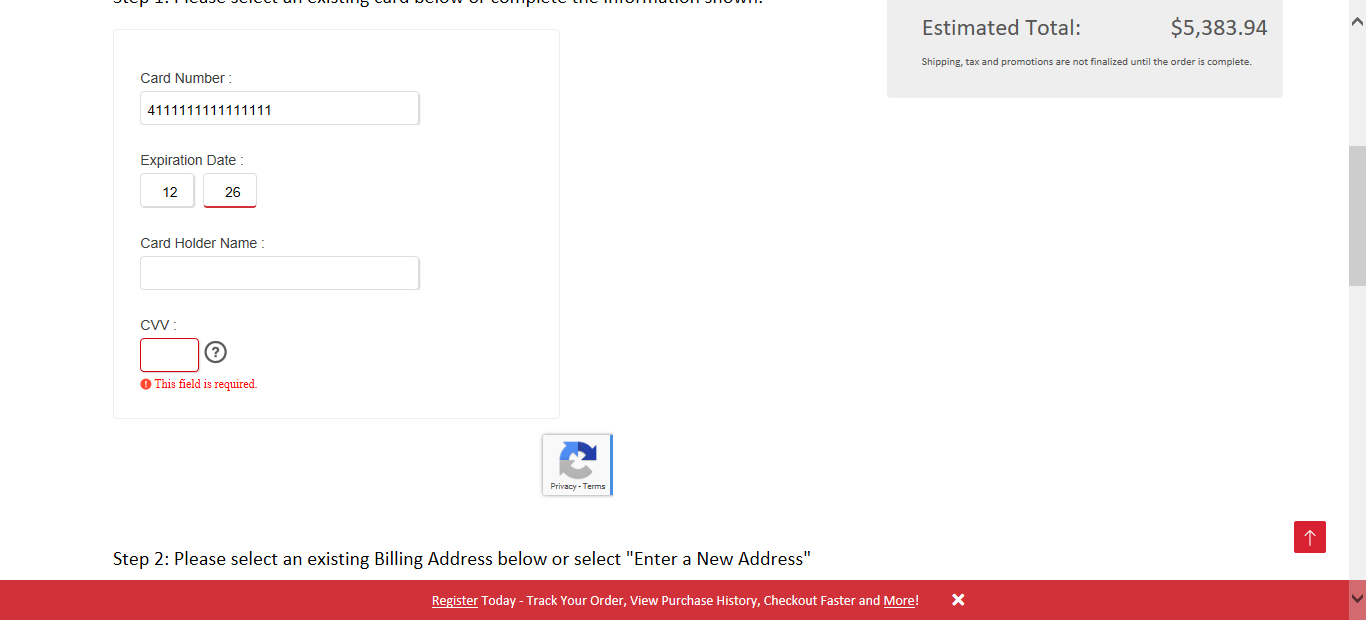 Step 1: Please select an existing card below or complete the information shown.
Estimated Total: $5,383.94
Shipping, tax and promotions are not finalized until the order is complete.
Card Number :
4111111111111111
Expiration Date :
12 26
Card Holder Name :
CVV :
?
! This field is required.
Privacy - Terms
Step 2: Please select an existing Billing Address below or select "Enter a New Address"
Register Today - Track Your Order, View Purchase History, Checkout Faster and More!